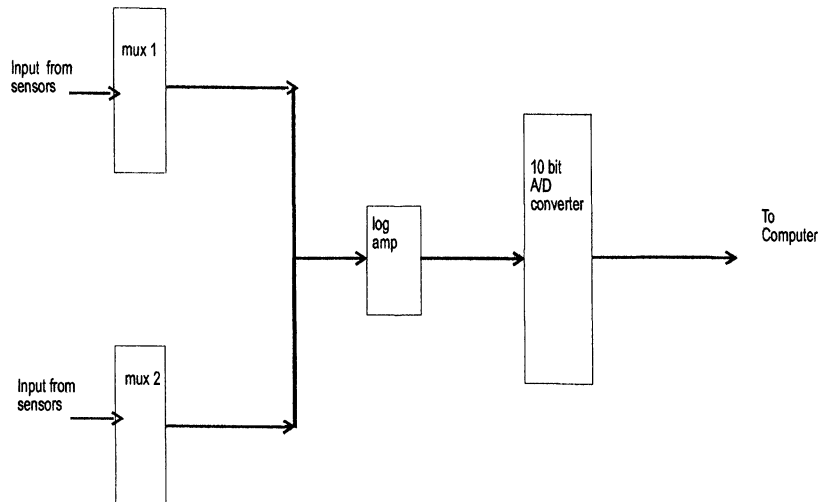 mux 1
Input from
sensors
10 bit
A/D
converter
log
amp
To
Computer
mux 2
Input from
sensors